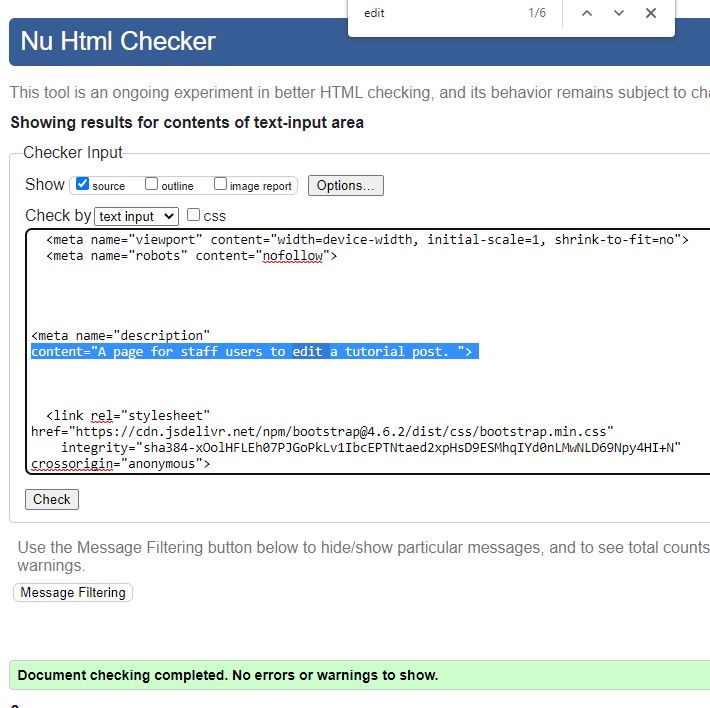 edit 1/6
Nu Html Checker
This tool is an ongoing experiment in better HTML checking, and its behavior remains subject to
Showing results for contents of text-input area
Checker Input
Show source outline image report Options...
Check by text input css
<meta name="viewport" content="width=device-width, initial-scale=1, shrink-to-fit=no">
<meta name="robots" content="nofollow">
<meta name="description"
content="A page for staff users to edit a tutorial post. ">
<link rel="stylesheet"
href="https://cdn.jsdelivr.net/npm/bootstrap@4.6.2/dist/css/bootstrap.min.css"
integrity="sha384-xOolHFLEh07PJGoPkLv1IbcEPTNtaed2xpHsD9ESMhqIYd0nLMwNLD69Npy4HI+N"
crossorigin="anonymous">
Check
Use the Message Filtering button below to hide/show particular messages, and to see total counts
warnings.
Message Filtering
Document checking completed. No errors or warnings to show.